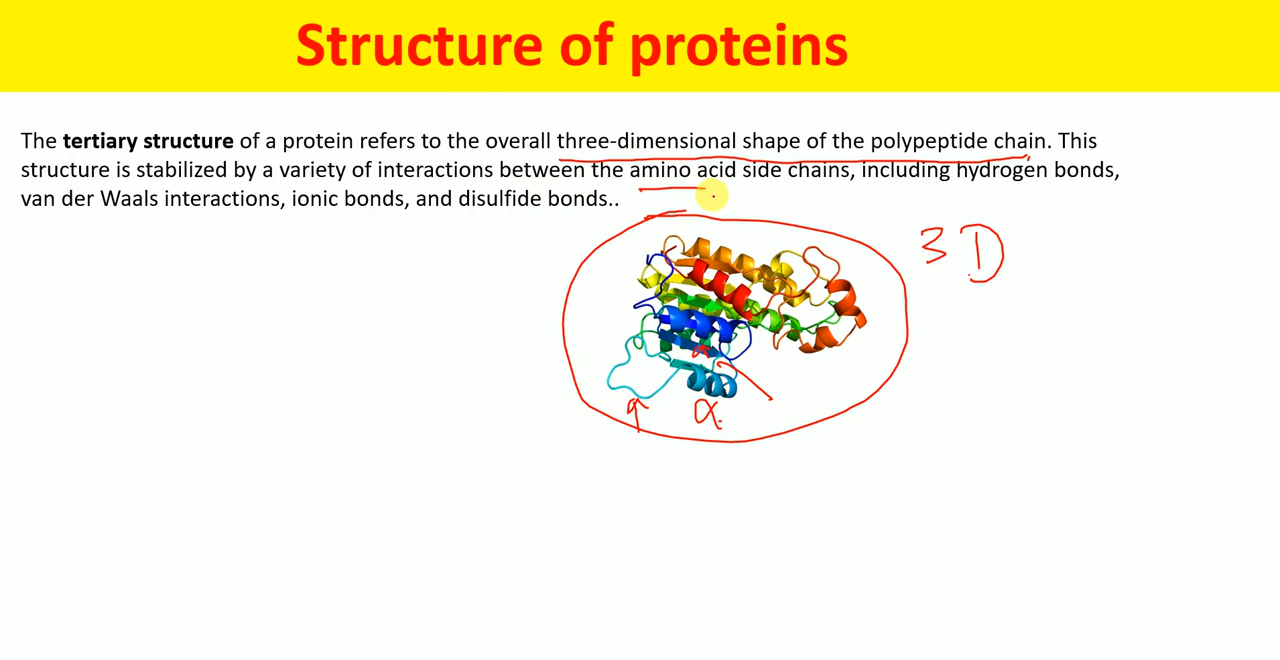 Structure of proteins
The tertiary structure of a protein refers to the overall three-dimensional shape of the polypeptide chain. This
structure is stabilized by a variety of interactions between the amino acid side chains, including hydrogen bonds,
van der Waals interactions, ionic bonds, and disulfide bonds..
3D
α